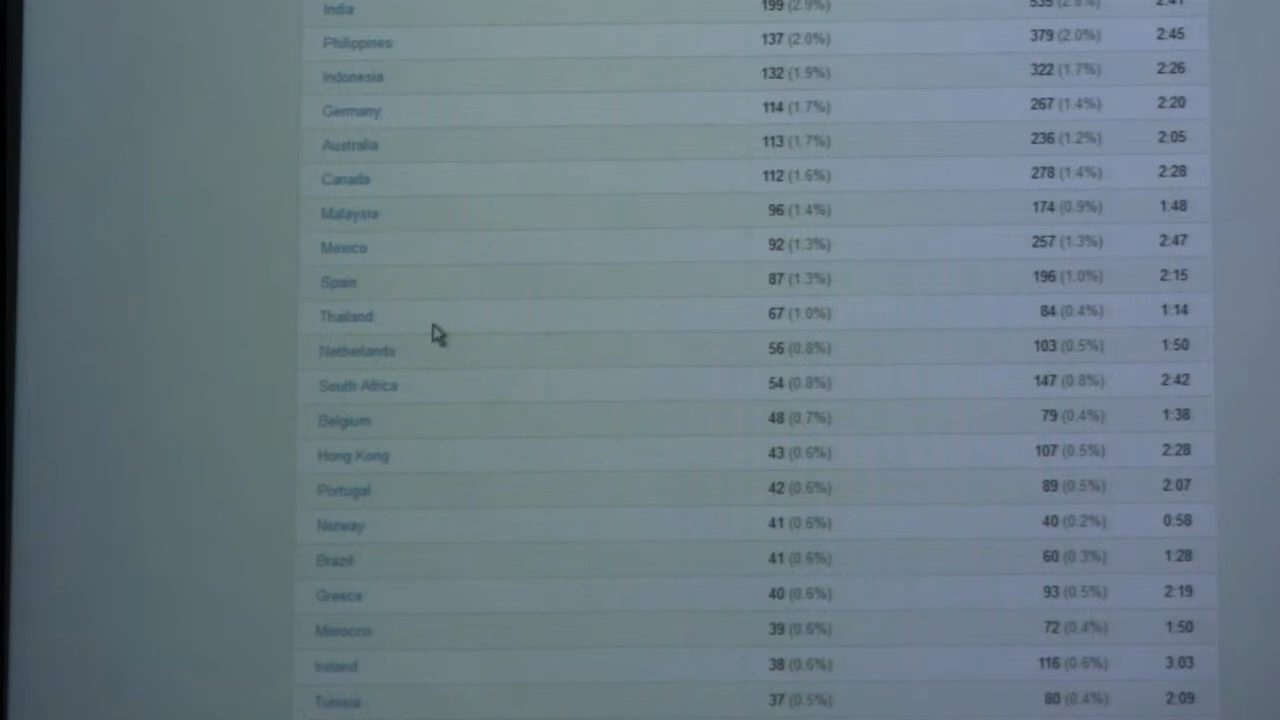 India 199 (2.9%) 535 (2.8%) 2:41
Philippines 137 (2.0%) 379 (2.0%) 2:45
Indonesia 132 (1.9%) 322 (1.7%) 2:26
Germany 114 (1.7%) 267 (1.4%) 2:20
Australia 113 (1.7%) 236 (1.2%) 2:05
Canada 112 (1.6%) 278 (1.4%) 2:28
Malaysia 96 (1.4%) 174 (0.9%) 1:48
Mexico 92 (1.3%) 257 (1.3%) 2:47
Spain 87 (1.3%) 196 (1.0%) 2:15
Thailand 67 (1.0%) 84 (0.4%) 1:14
Netherlands 56 (0.8%) 103 (0.5%) 1:50
South Africa 54 (0.8%) 147 (0.8%) 2:42
Belgium 48 (0.7%) 79 (0.4%) 1:38
Hong Kong 43 (0.6%) 107 (0.5%) 2:28
Portugal 42 (0.6%) 89 (0.5%) 2:07
Norway 41 (0.6%) 40 (0.2%) 0:58
Brazil 41 (0.6%) 60 (0.3%) 1:28
Greece 40 (0.6%) 93 (0.5%) 2:19
Morocco 39 (0.6%) 72 (0.4%) 1:50
Ireland 38 (0.6%) 116 (0.6%) 3:03
Tunisia 37 (0.5%) 80 (0.4%) 2:09